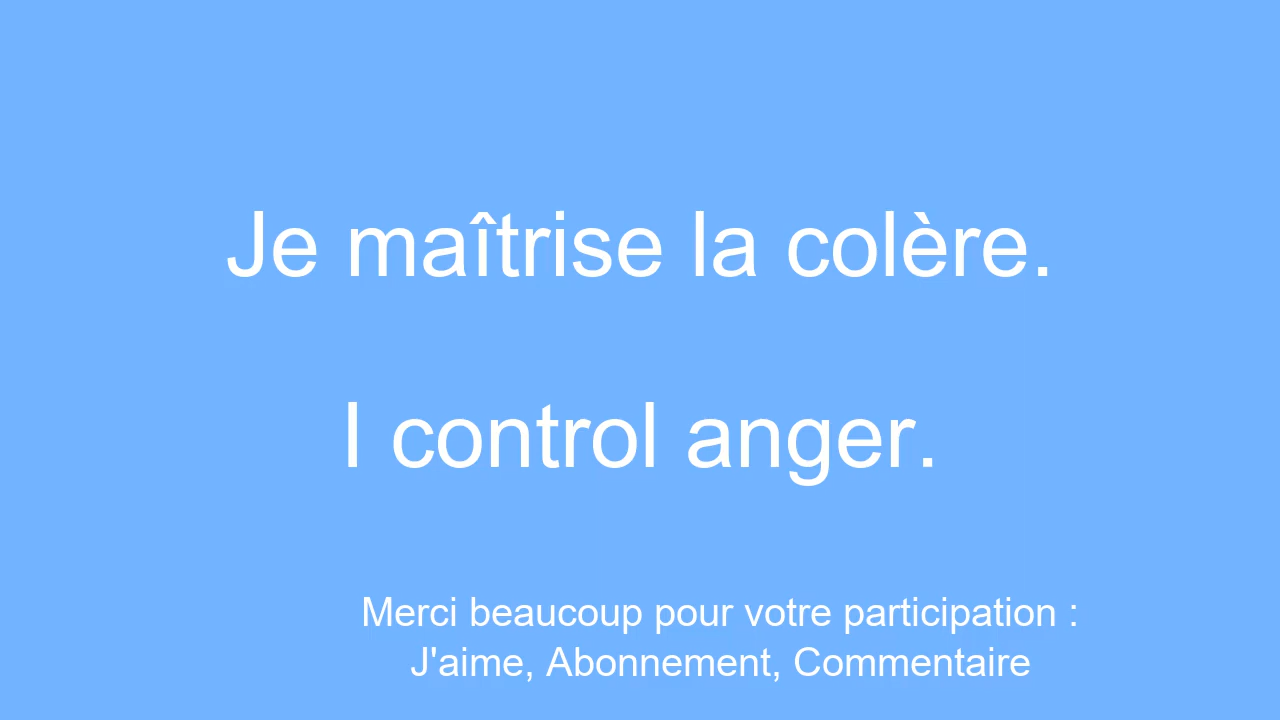 Je maîtrise la colère.
I control anger.
Merci beaucoup pour votre participation :
J'aime, Abonnement, Commentaire